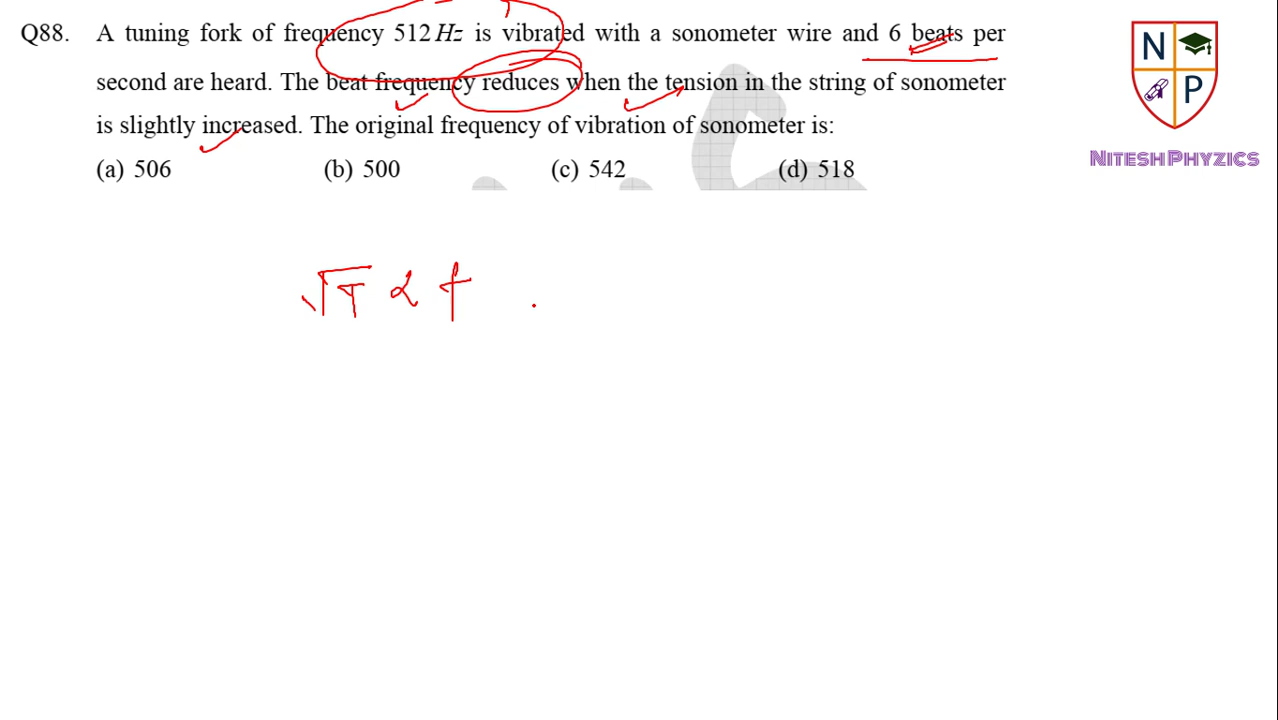 Q88. A tuning fork of frequency 512 Hz is vibrated with a sonometer wire and 6 beats per
second are heard. The beat frequency reduces when the tension in the string of sonometer
is slightly increased. The original frequency of vibration of sonometer is:
(a) 506 (b) 500 (c) 542 (d) 518
N P
NITESH PHYZICS
√T ∝ f